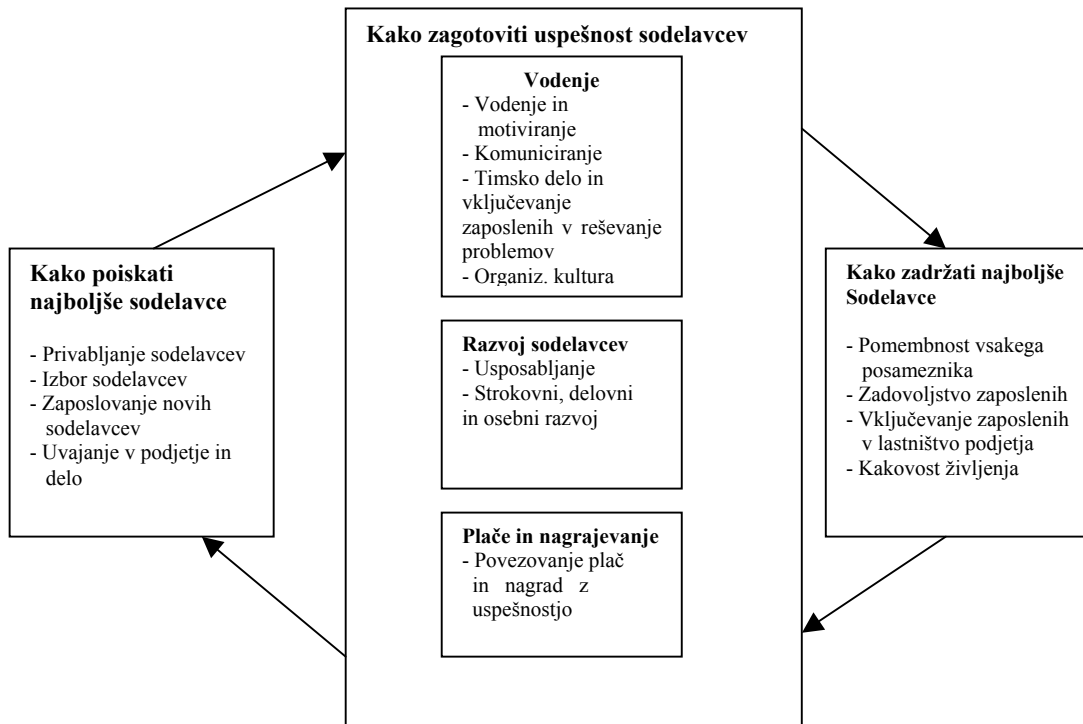 Kako poiskati
najboljše sodelavce
- Privabljanje sodelavcev
- Izbor sodelavcev
- Zaposlovanje novih
sodelavcev
- Uvajanje v podjetje in
delo
Kako zagotoviti uspešnost sodelavcev
Vodenje
- Vodenje in
motiviranje
- Komuniciranje
- Timsko delo in
vključevanje
zaposlenih v reševanje
problemov
- Organiz. kultura
Razvoj sodelavcev
- Usposabljanje
- Strokovni, delovni
in osebni razvoj
Plače in nagrajevanje
- Povezovanje plač
in nagrad z
uspešnostjo
Kako zadržati najboljše
Sodelavce
- Pomembnost vsakega
posameznika
- Zadovoljstvo zaposlenih
- Vključevanje zaposlenih
v lastništvo podjetja
- Kakovost življenja